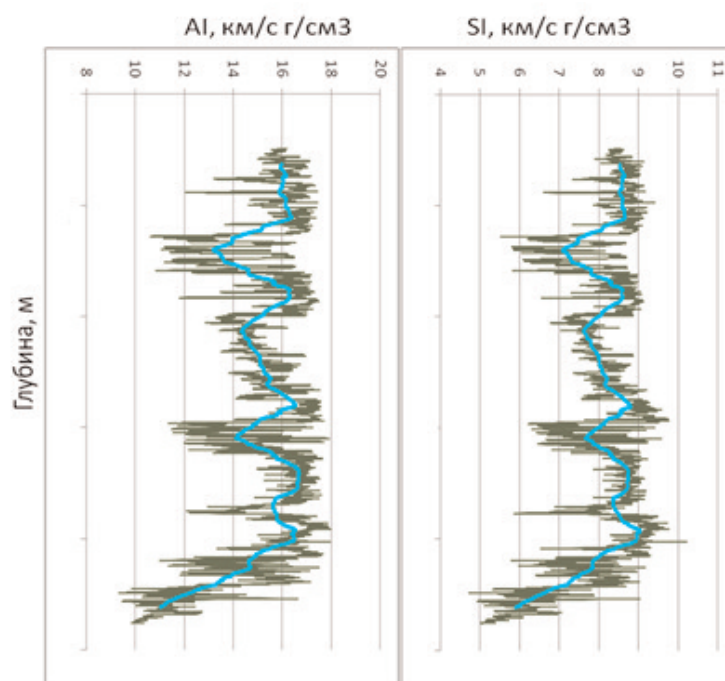 AI, км/с г/см3
SI, км/с г/см3
8 10 12 14 16 18 20
4 5 6 7 8 9 10 11
Глубина, м